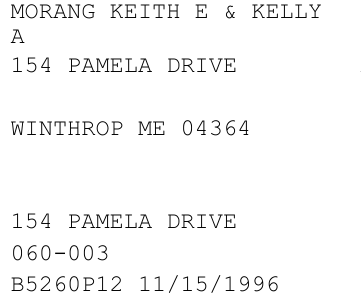 MORANG KEITH E & KELLY
A
154 PAMELA DRIVE
WINTHROP ME 04364
154 PAMELA DRIVE
060-003
B5260P12 11/15/1996